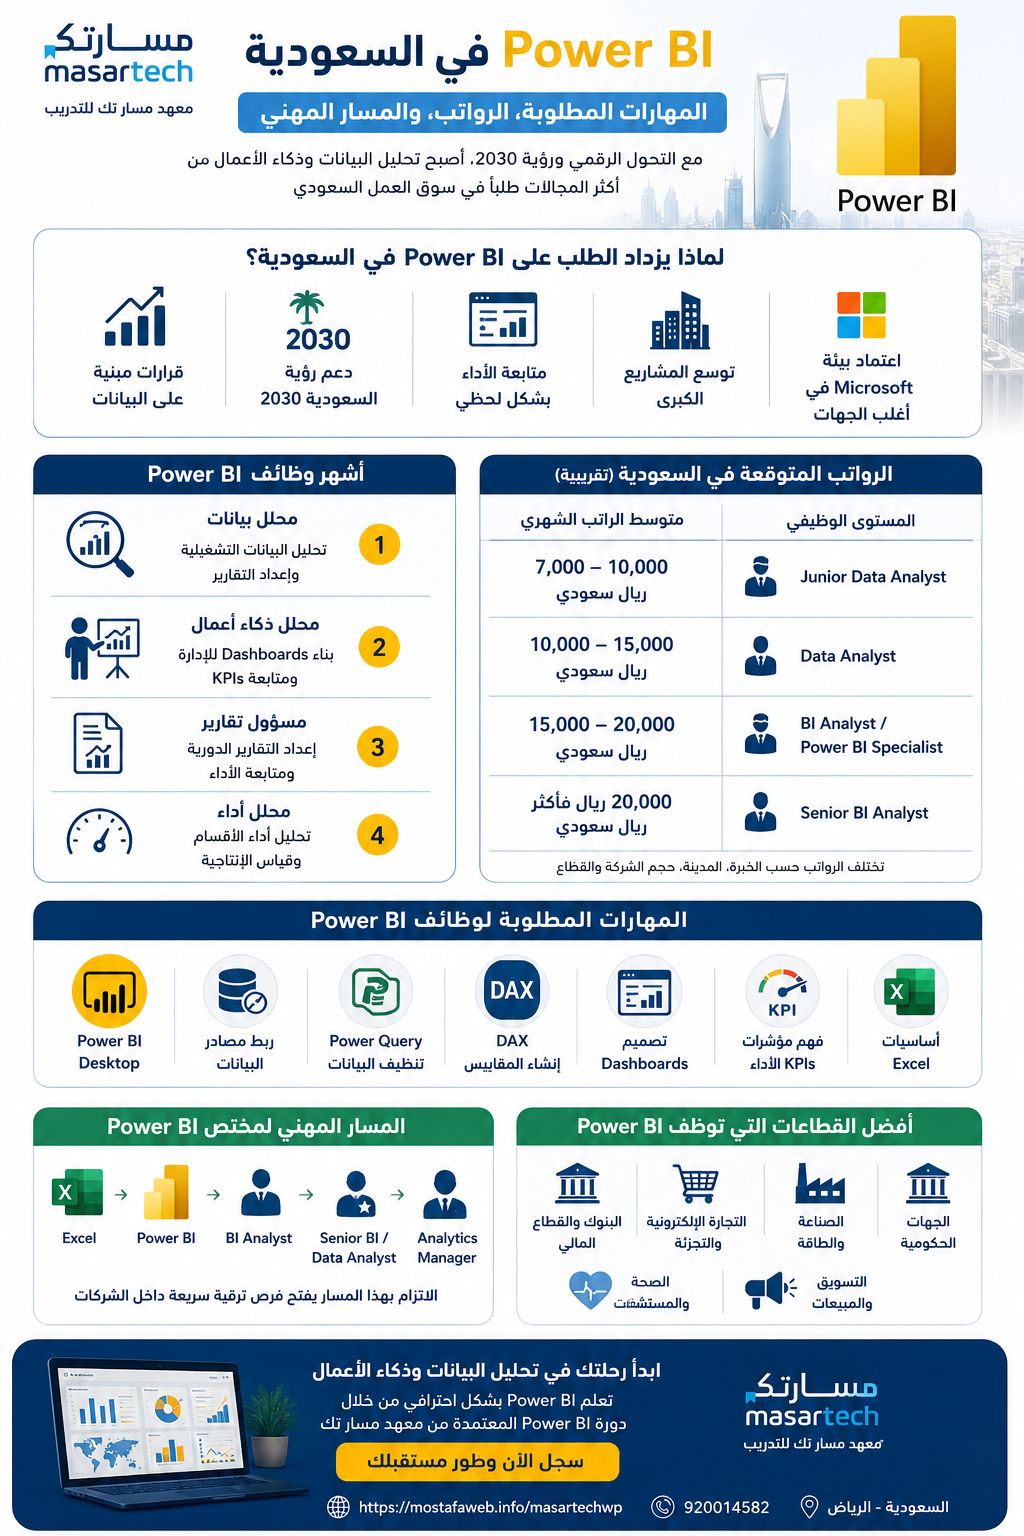 مسارتك
masartech
معهد مسار تك للتدريب
Power BI في السعودية
المهارات المطلوبة، الرواتب، والمسار المهني
مع التحول الرقمي ورؤية 2030، أصبح تحليل البيانات وذكاء الأعمال من
أكثر المجالات طلباً في سوق العمل السعودي
Power BI
لماذا يزداد الطلب على Power BI في السعودية؟
اعتماد بيئة
Microsoft في
أغلب الجهات
توسع المشاريع
الكبرى
متابعة الأداء
بشكل لحظي
2030
دعم رؤية
السعودية 2030
قرارات مبنية
على البيانات
الرواتب المتوقعة في السعودية (تقريبية)
المستوى الوظيفي
متوسط الراتب الشهري
Junior Data Analyst
7,000 – 10,000
ريال سعودي
Data Analyst
10,000 – 15,000
ريال سعودي
BI Analyst /
Power BI Specialist
15,000 – 20,000
ريال سعودي
Senior BI Analyst
20,000 ريال فأكثر
ريال سعودي
تختلف الرواتب حسب الخبرة، المدينة، حجم الشركة والقظاع
أشهر وظائف Power BI
1
محلل بيانات
تحليل البيانات التشغيلية
وإعداد التقارير
2
محلل ذكاء أعمال
بناء Dashboards للإدارة
ومتابعة KPIs
3
مسؤول تقارير
إعداد التقارير الدورية
ومتابعة الأداء
4
محلل أداء
تحليل أداء الأقسام
وقياس الإنتاجية
المهارات المطلوبة لوظائف Power BI
X
أساسيات
Excel
KPI
فهم مؤشرات
الأداء KPIs
تصميم
Dashboards
DAX
DAX
إنشاء المقاييس
Power Query
تنظيف البيانات
ربط مصادر
البيانات
Power BI
Desktop
أفضل القطاعات التي توظف Power BI
الجهات
الحكومية
الصناعة
والطاقة
التجارة الإلكترونية
والتجزئة
البنوك والقطاع
المالي
التسويق
والمبيعات
الصحة
والمستشفت
المسار المهني لمختص Power BI
X
Excel
Power BI
BI Analyst
Senior BI /
Data Analyst
Analytics
Manager
الالتزام بهذا المسار يفتح فرص ترقية سريعة داخل الشركات
مسارتك
masartech
معهد مسار تك للتدريب
ابدأ رحلتك في تحليل البيانات وذكاء الأعمال
تعلم Power BI بشكل احترافي من خلال
دورة Power BI المعتمدة من معهد مسار تك
سجل الآن وطور مستقبلك
السعودية - الرياض
920014582
https://mostafaweb.info/masartechwp